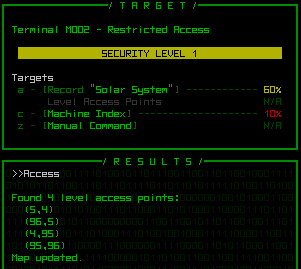 / T A R G E T /
Terminal M002 - Restricted Access
SECURITY LEVEL 1
Targets
a - [Record "Solar System"] 60%
Level Access Points N/A
c - [Machine Index] 10%
z - [Manual Command] N/A
/ R E S U L T S /
>>Access
Found 4 level access points:
(5,4)
(96,5)
(4,95)
(95,96)
Map updated.